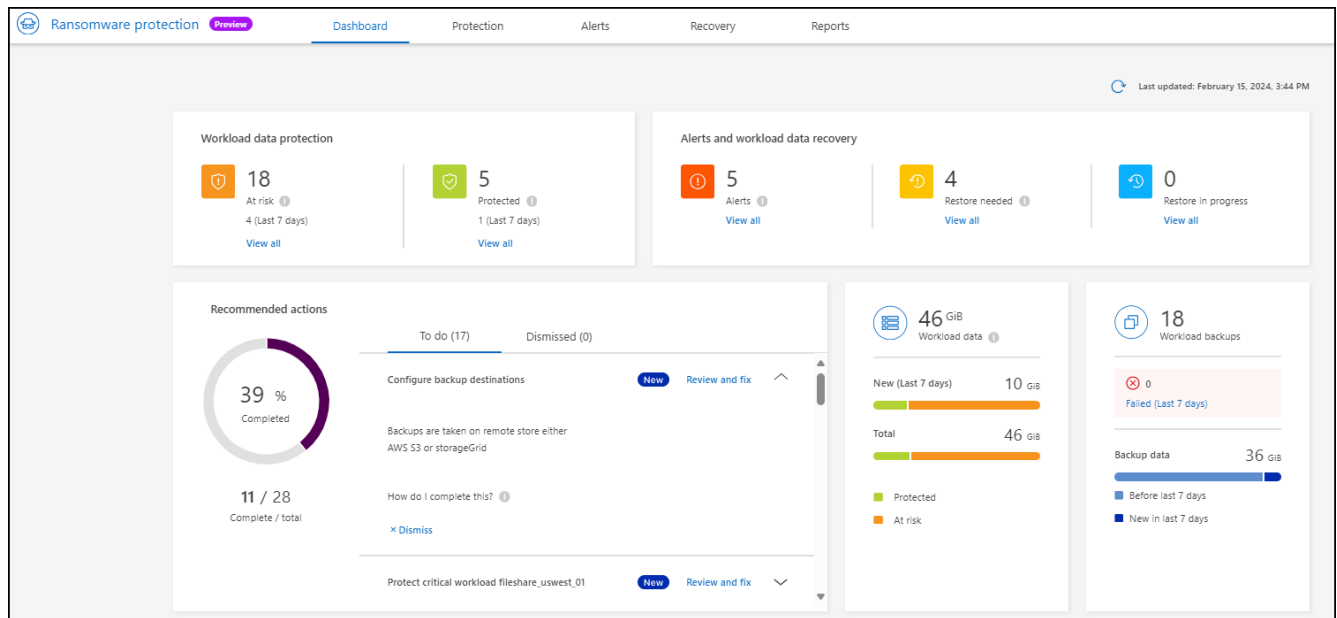 Ransomware protection Preview Dashboard Protection Alerts Recovery Reports
Last updated: February 15, 2024, 3:44 PM
Workload data protection
18
At risk
4 (Last 7 days)
View all
5
Protected
1 (Last 7 days)
View all
Alerts and workload data recovery
5
Alerts
View all
4
Restore needed
View all
0
Restore in progress
View all
Recommended actions
39 %
Completed
11 / 28
Complete / total
To do (17) Dismissed (0)
Configure backup destinations New Review and fix
Backups are taken on remote store either
AWS S3 or storageGrid
How do I complete this?
× Dismiss
Protect critical workload fileshare_uswest_01 New Review and fix
46 GiB
Workload data
New (Last 7 days) 10 GiB
Total 46 GiB
Protected
At risk
18
Workload backups
0
Failed (Last 7 days)
Backup data 36 GiB
Before last 7 days
New in last 7 days